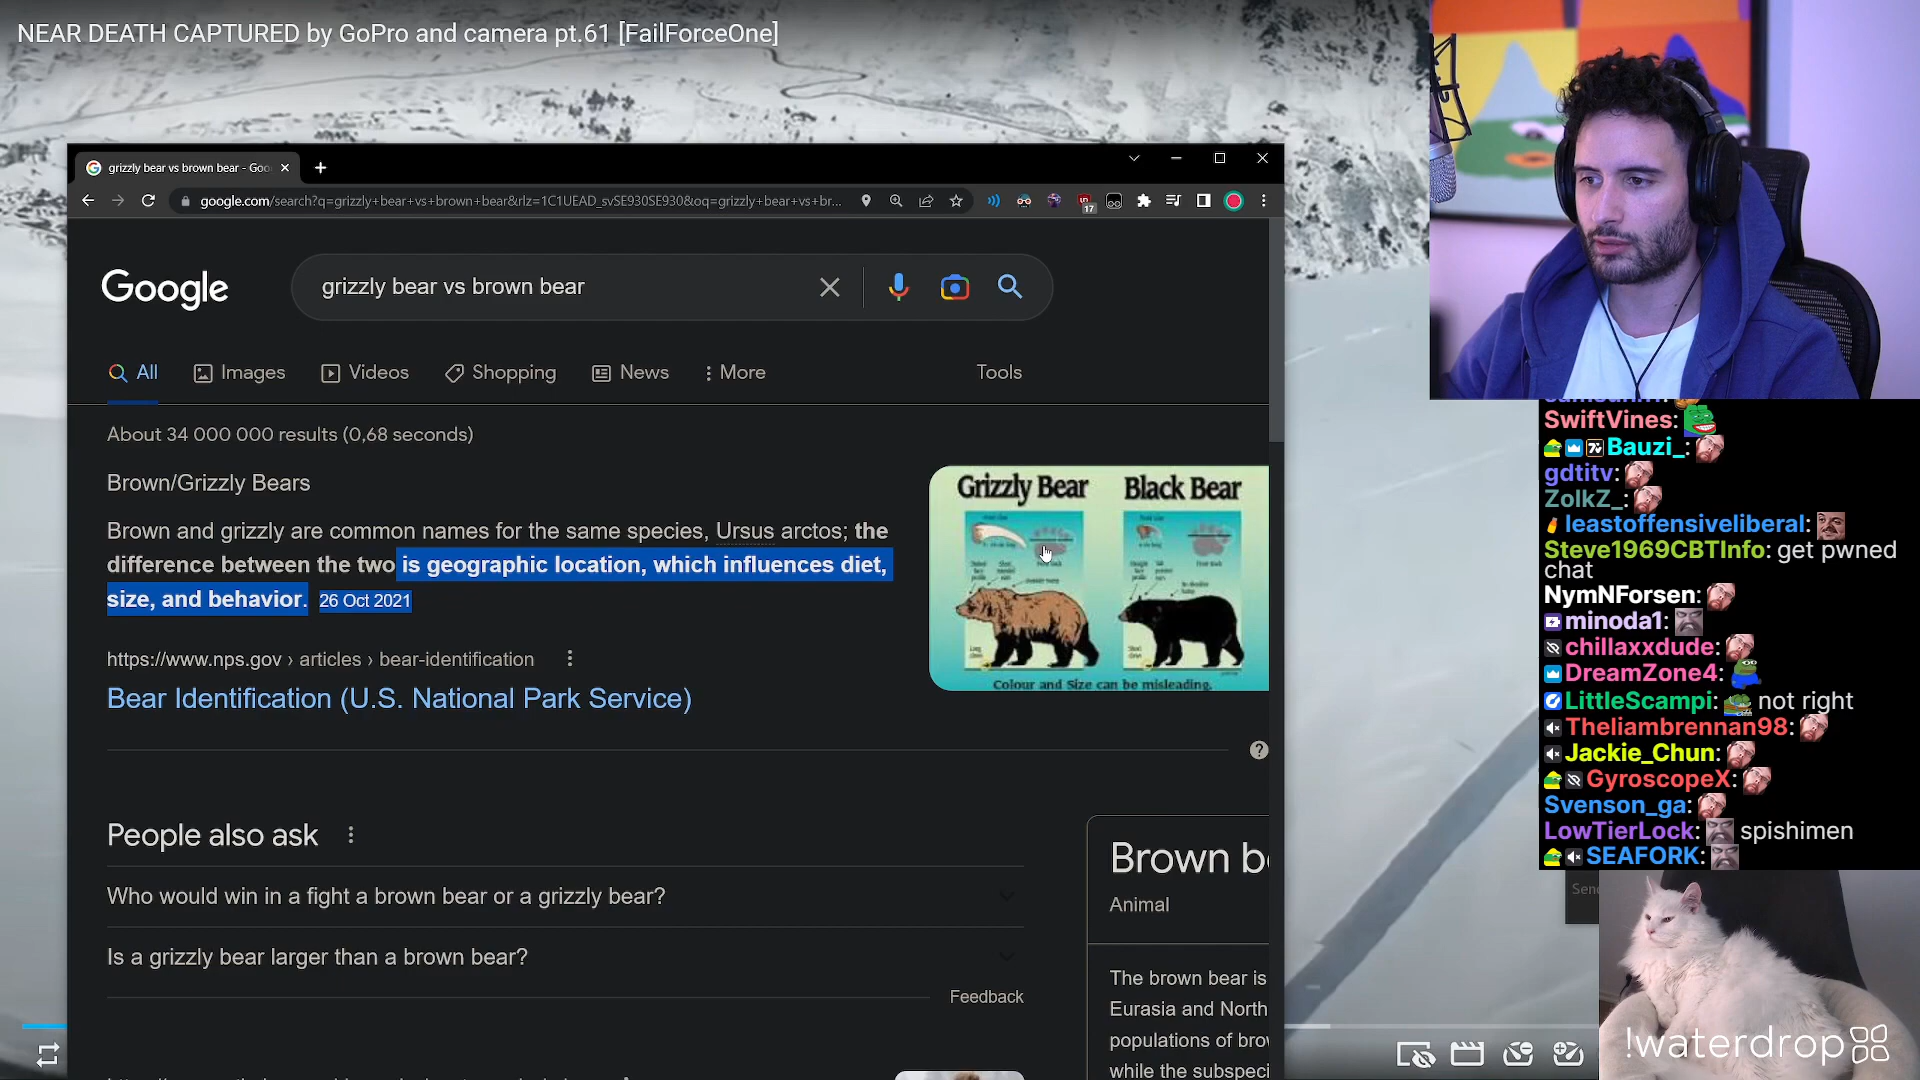 NEAR DEATH CAPTURED by GoPro and camera pt.61 [FailForceOne]
grizzly bear vs brown bear - Goo
google.com/search?q=grizzly+bear+vs+brown+bear&rlz=1C1UEAD_svSE930SE930&oq=grizzly+bear+vs+br...
17
Google
grizzly bear vs brown bear
All
Images
Videos
Shopping
News
More
Tools
About 34 000 000 results (0,68 seconds)
Brown/Grizzly Bears
Brown and grizzly are common names for the same species, Ursus arctos; the
difference between the two is geographic location, which influences diet,
size, and behavior. 26 Oct 2021
https://www.nps.gov › articles › bear-identification
Bear Identification (U.S. National Park Service)
Grizzly Bear
Black Bear
Colour and Size can be misleading.
People also ask
Who would win in a fight a brown bear or a grizzly bear?
Is a grizzly bear larger than a brown bear?
Feedback
Brown b
Animal
The brown bear is
Eurasia and North
populations of bro
while the subspeci
SwiftVines:
Bauzi_:
gdtitv:
ZolkZ_:
leastoffensiveliberal:
Steve1969CBTInfo: get pwned
chat
NymNForsen:
minoda1:
chillaxxdude:
DreamZone4:
LittleScampi: not right
Theliambrennan98:
Jackie_Chun:
GyroscopeX:
Svenson_ga:
LowTierLock: spishimen
SEAFORK:
Sen
!waterdrop